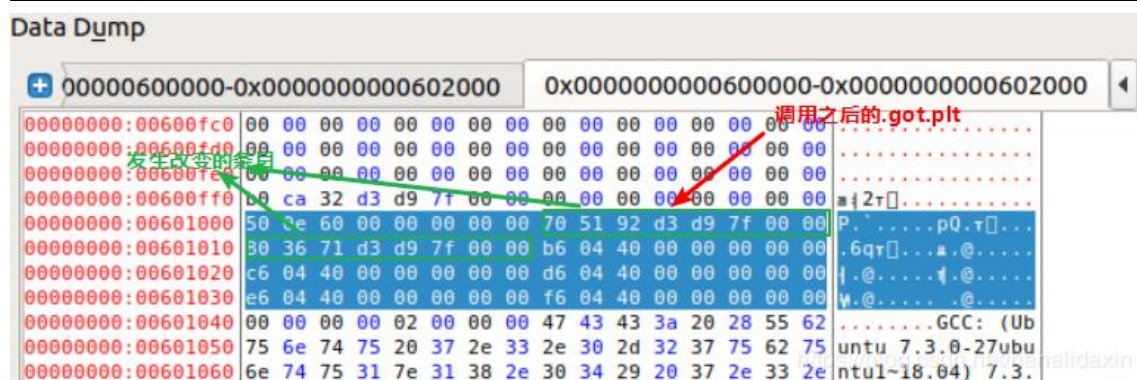 Data Dump
00000600000-0x0000000000602000
0x0000000000600000-0x0000000000602000
调用之后的.got.plt
发生改变的条目
00000000:00600fc0 00 00 00 00 00 00 00 00 00 00 00 00 00 00 00 00 ................
00000000:00600fd0 00 00 00 00 00 00 00 00 00 00 00 00 00 00 00 ................
00000000:00600fe0 00 00 00 00 00 00 00 00 00 00 00 00 00 00 00 00 ................
00000000:00600ff0 b0 ca 32 d3 d9 7f 00 00 00 00 00 00 00 00 00 00
00000000:00601000 50 0e 60 00 00 00 00 00 70 51 92 d3 d9 7f 00 00 P.`.....pQ.
00000000:00601010 80 36 71 d3 d9 7f 00 00 b6 04 40 00 00 00 00 00 .6q
00000000:00601020 c6 04 40 00 00 00 00 00 d6 04 40 00 00 00 00 00
00000000:00601030 e6 04 40 00 00 00 00 00 f6 04 40 00 00 00 00 00
00000000:00601040 00 00 00 00 02 00 00 00 47 43 43 3a 20 28 55 62 ........GCC: (Ub
00000000:00601050 75 6e 74 75 20 37 2e 33 2e 30 2d 32 37 75 62 75 untu 7.3.0-27ubu
00000000:00601060 6e 74 75 31 7e 31 38 2e 30 34 29 20 37 2e 33 2e ntu1~18.04) 7.3.